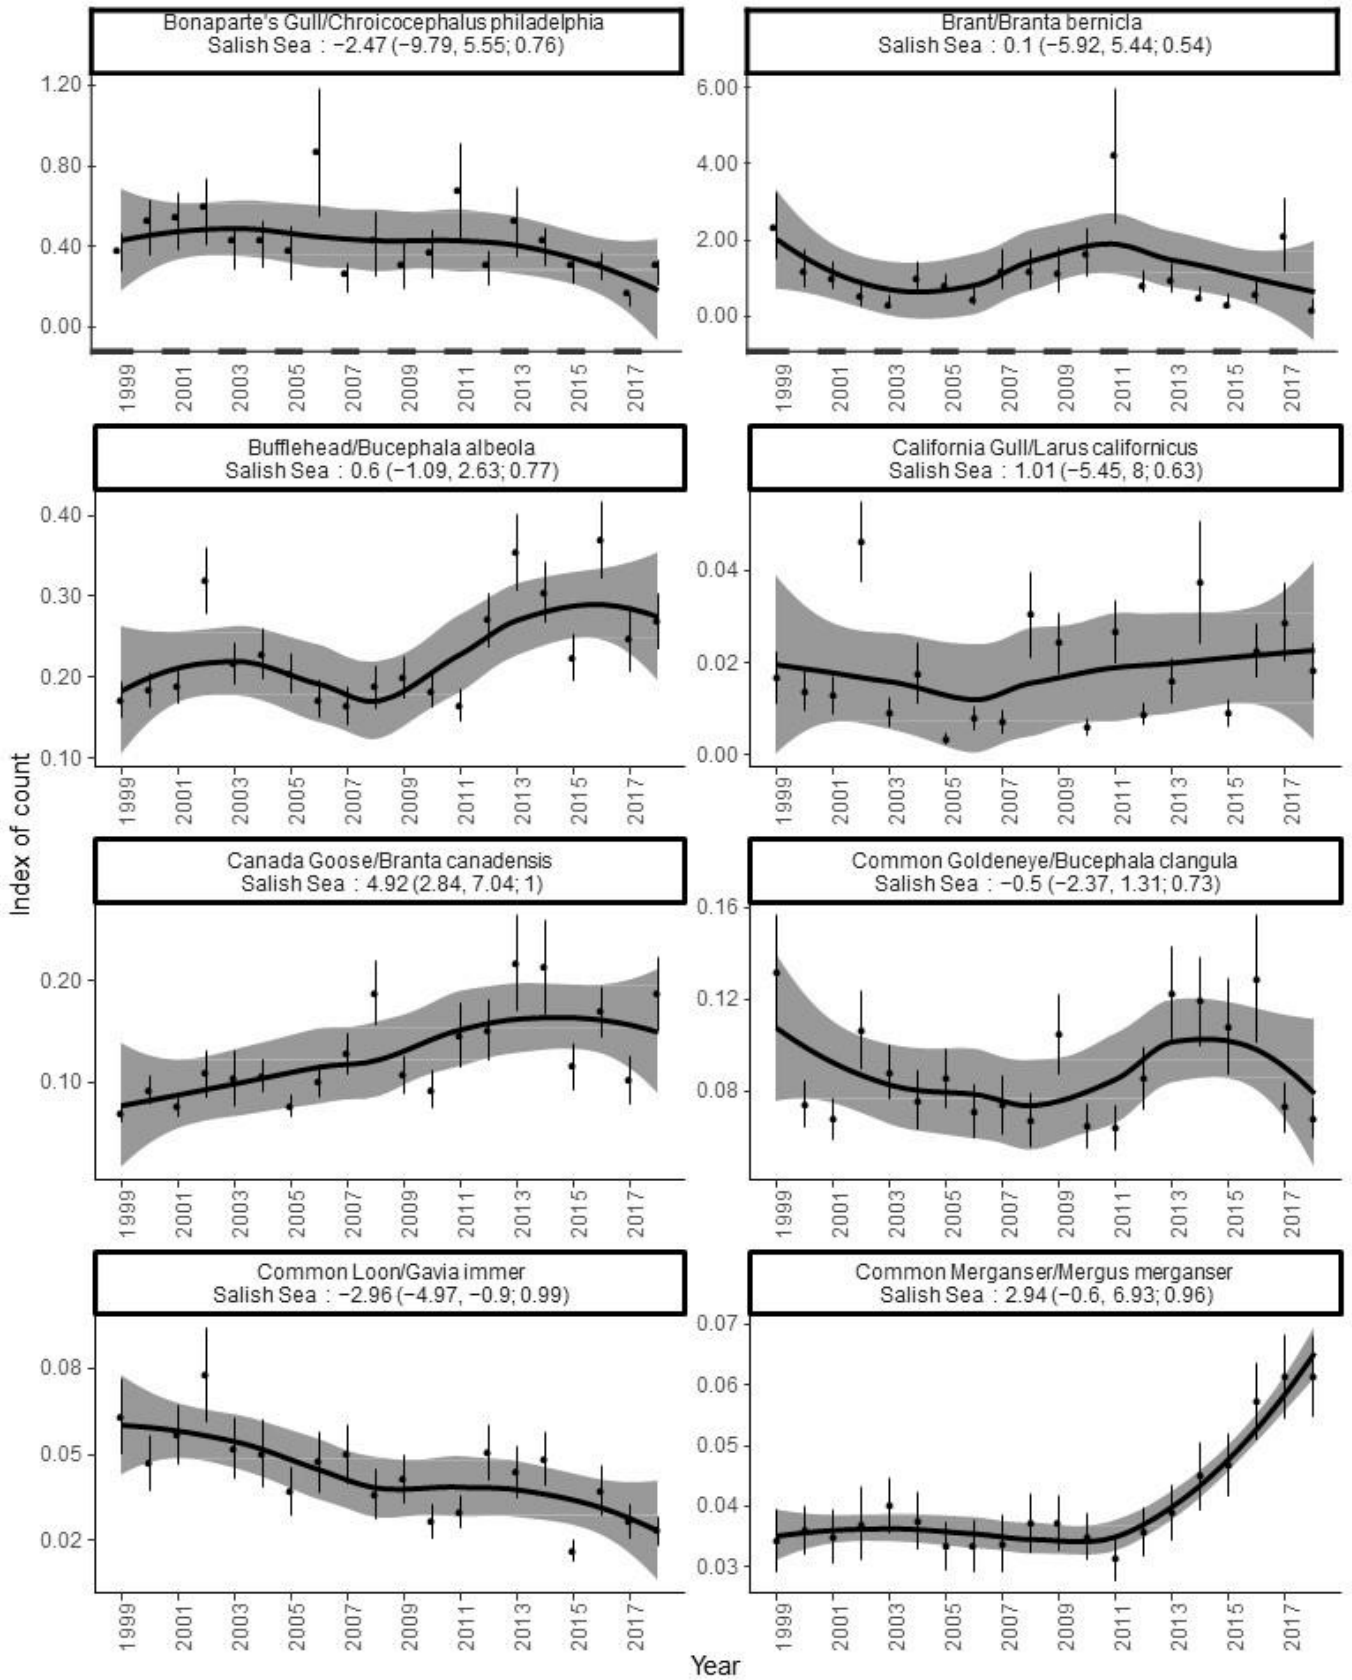 Bonaparte's Gull/Chroicocephalus philadelphia
Salish Sea : −2.47 (−9.79, 5.55; 0.76)
1.20
0.80
0.40
0.00
1999 2001 2003 2005 2007 2009 2011 2013 2015 2017
Brant/Branta bernicla
Salish Sea : 0.1 (−5.92, 5.44; 0.54)
6.00
4.00
2.00
0.00
1999 2001 2003 2005 2007 2009 2011 2013 2015 2017
Bufflehead/Bucephala albeola
Salish Sea : 0.6 (−1.09, 2.63; 0.77)
0.40
0.30
0.20
0.10
1999 2001 2003 2005 2007 2009 2011 2013 2015 2017
California Gull/Larus californicus
Salish Sea : 1.01 (−5.45, 8; 0.63)
0.04
0.02
0.00
1999 2001 2003 2005 2007 2009 2011 2013 2015 2017
Index of count
Canada Goose/Branta canadensis
Salish Sea : 4.92 (2.84, 7.04; 1)
0.20
0.10
1999 2001 2003 2005 2007 2009 2011 2013 2015 2017
Common Goldeneye/Bucephala clangula
Salish Sea : −0.5 (−2.37, 1.31; 0.73)
0.16
0.12
0.08
1999 2001 2003 2005 2007 2009 2011 2013 2015 2017
Common Loon/Gavia immer
Salish Sea : −2.96 (−4.97, −0.9; 0.99)
0.08
0.05
0.02
1999 2001 2003 2005 2007 2009 2011 2013 2015 2017
Common Merganser/Mergus merganser
Salish Sea : 2.94 (−0.6, 6.93; 0.96)
0.07
0.06
0.05
0.04
0.03
1999 2001 2003 2005 2007 2009 2011 2013 2015 2017
Year